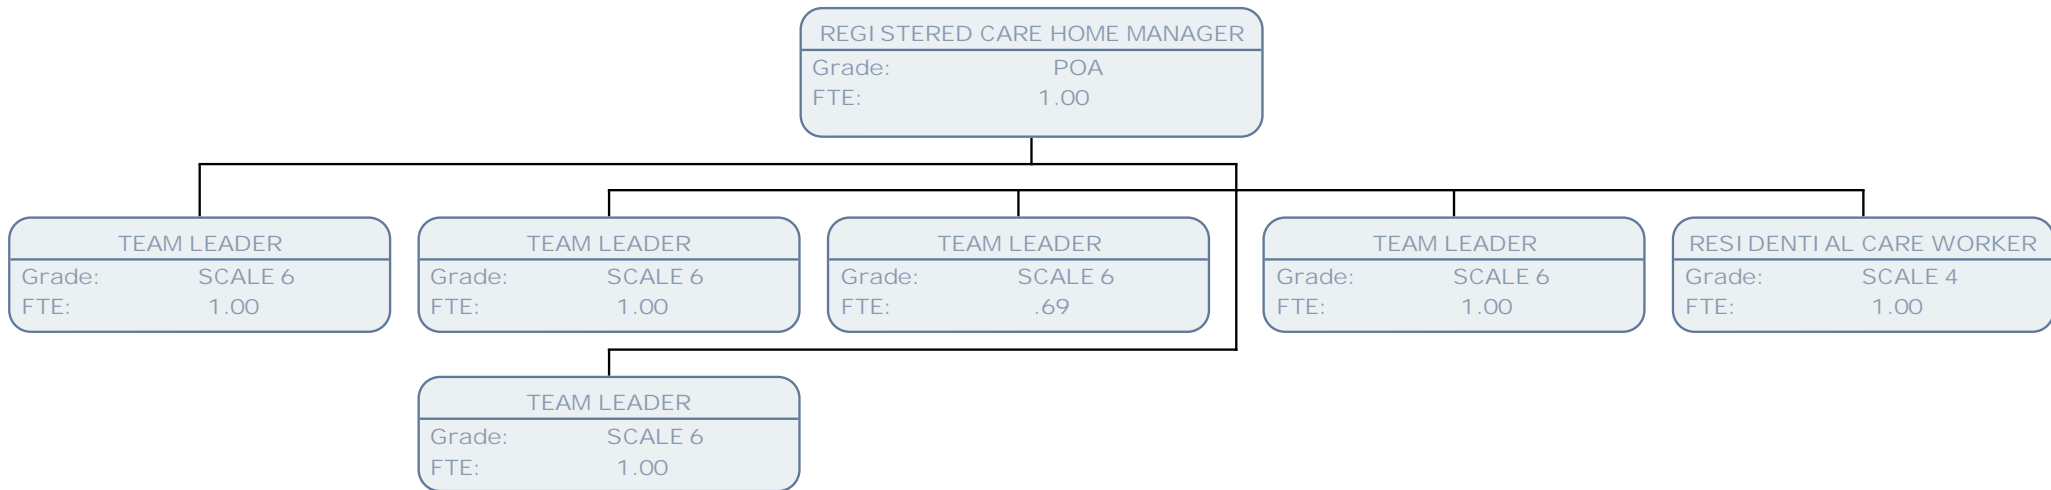 REGISTERED CARE HOME MANAGER
Grade: POA
FTE: 1.00
TEAM LEADER
Grade: SCALE 6
FTE: 1.00
TEAM LEADER
Grade: SCALE 6
FTE: 1.00
TEAM LEADER
Grade: SCALE 6
FTE: .69
TEAM LEADER
Grade: SCALE 6
FTE: 1.00
RESIDENTIAL CARE WORKER
Grade: SCALE 4
FTE: 1.00
TEAM LEADER
Grade: SCALE 6
FTE: 1.00